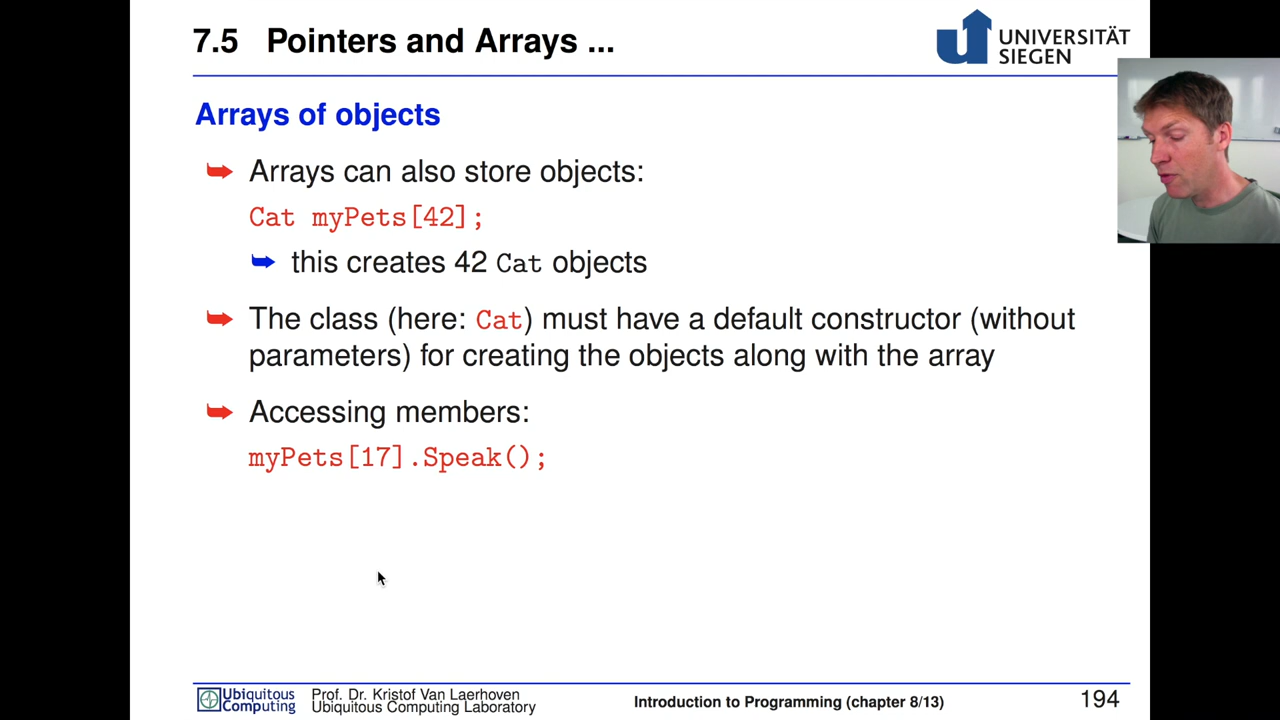 7.5 Pointers and Arrays ...
UNIVERSITÄT
SIEGEN
Arrays of objects
Arrays can also store objects:
Cat myPets[42];
this creates 42 Cat objects
The class (here: Cat) must have a default constructor (without
parameters) for creating the objects along with the array
Accessing members:
myPets[17].Speak();
Ubiquitous
Computing
Prof. Dr. Kristof Van Laerhoven
Ubiquitous Computing Laboratory
Introduction to Programming (chapter 8/13)
194